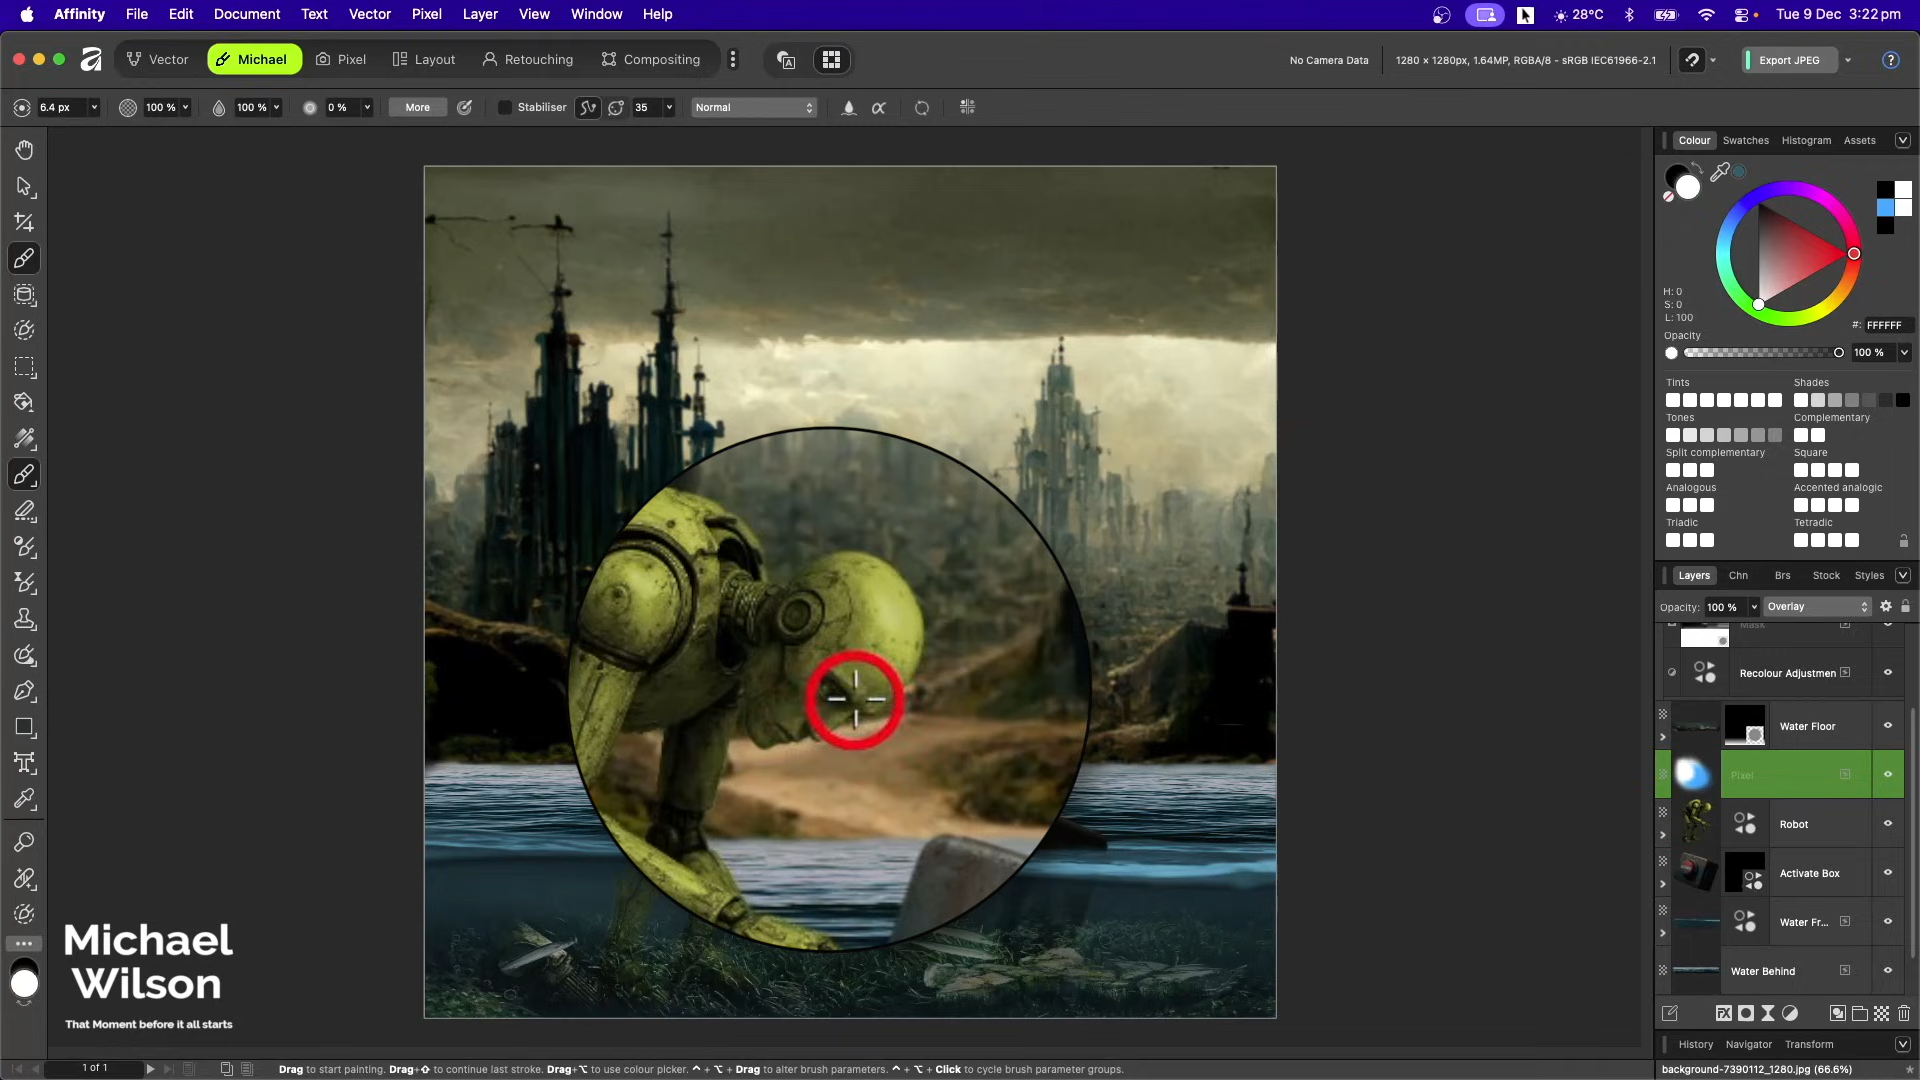 Affinity File Edit Document Text Vector Pixel Layer View Window Help 28°C Tue 9 Dec 3:22 pm
Vector Michael Pixel Layout Retouching Compositing No Camera Data 1280 × 1280px, 1.64MP, RGBA/8 - sRGB IEC61966-2.1 Export JPEG ?
6.4 px 100 % 100 % 0 % More Stabiliser 35 Normal
Colour Swatches Histogram Assets
H: 0
S: 0
L: 100
#: FFFFFF
Opacity
100 %
Tints Shades
Tones Complementary
Split complementary Square
Analogous Accented analogic
Triadic Tetradic
Layers Chn Brs Stock Styles
Opacity: 100 % Overlay
Mask
Recolour Adjustmen
Water Floor
Pixel
Robot
Activate Box
Water Fr...
Water Behind
FX
History Navigator Transform
Michael
Wilson
That Moment before it all starts
1 of 1 Drag to start painting. Drag+⇧ to continue last stroke. Drag+⌥ to use colour picker. ⌃ + ⌥ + Drag to alter brush parameters. ⌃ + ⌥ + Click to cycle brush parameter groups. background-7390112_1280.jpg (66.6%)